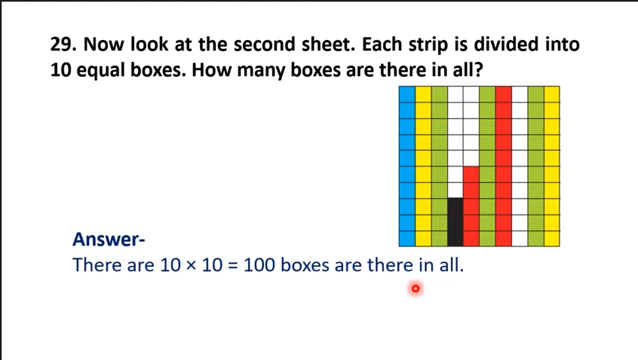 29. Now look at the second sheet. Each strip is divided into
10 equal boxes. How many boxes are there in all?
Answer-
There are 10 × 10 = 100 boxes are there in all.